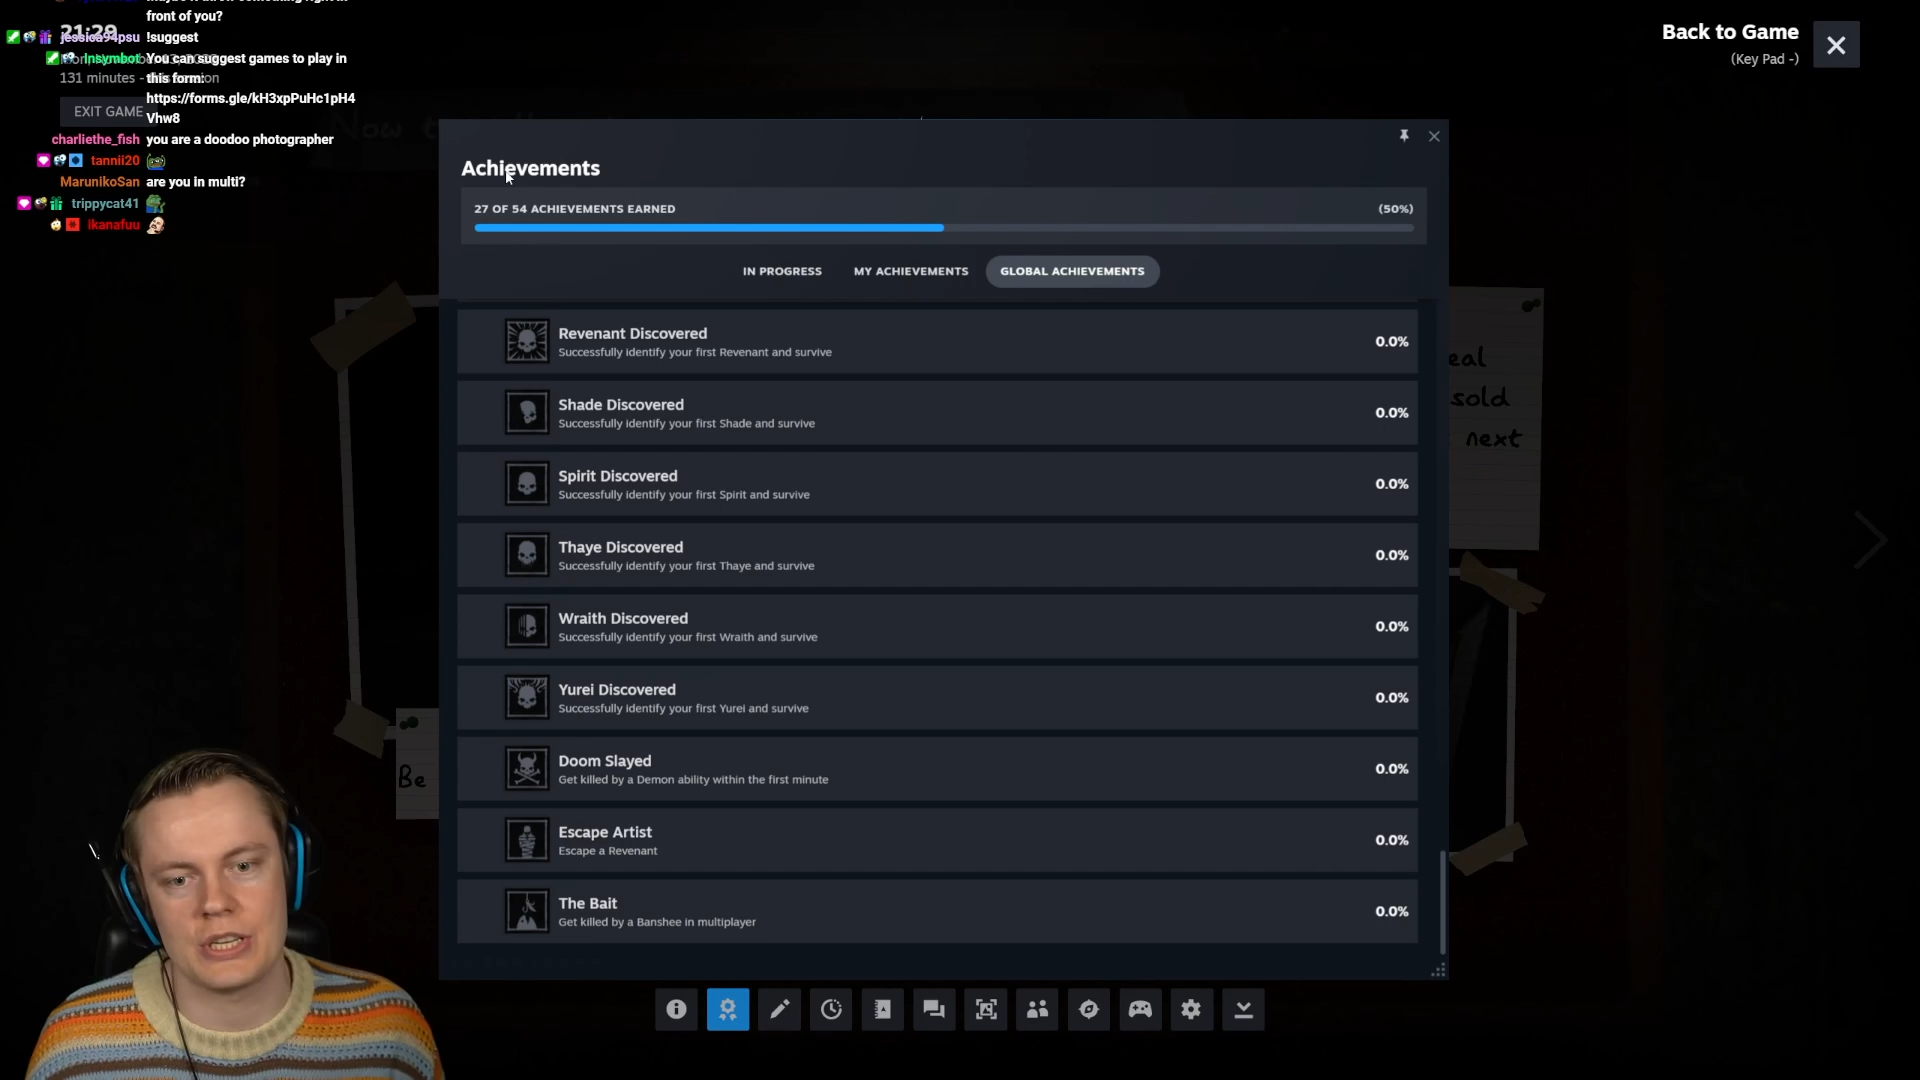 front of you?
21:29
jessica94psu !suggest
Insymbot You can suggest games to play in
131 minutes -
this form:
https://forms.gle/kH3xpPuHc1pH4
Vhw8
EXIT GAME
charliethe_fish you are a doodoo photographer
tannii20
MarunikoSan are you in multi?
trippycat41
ikanafuu
Back to Game
(Key Pad -)
Now
Achievements
27 OF 54 ACHIEVEMENTS EARNED (50%)
IN PROGRESS MY ACHIEVEMENTS GLOBAL ACHIEVEMENTS
Revenant Discovered
Successfully identify your first Revenant and survive
0.0%
Shade Discovered
Successfully identify your first Shade and survive
0.0%
Spirit Discovered
Successfully identify your first Spirit and survive
0.0%
Thaye Discovered
Successfully identify your first Thaye and survive
0.0%
Wraith Discovered
Successfully identify your first Wraith and survive
0.0%
Yurei Discovered
Successfully identify your first Yurei and survive
0.0%
Doom Slayed
Get killed by a Demon ability within the first minute
0.0%
Escape Artist
Escape a Revenant
0.0%
The Bait
Get killed by a Banshee in multiplayer
0.0%
eal
sold
next
Be